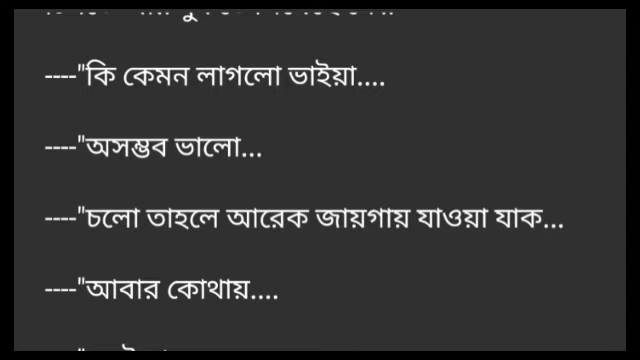 ----"কি কেমন লাগলো ভাইয়া....
----"অসম্ভব ভালো...
----"চলো তাহলে আরেক জায়গায় যাওয়া যাক...
----"আবার কোথায়....